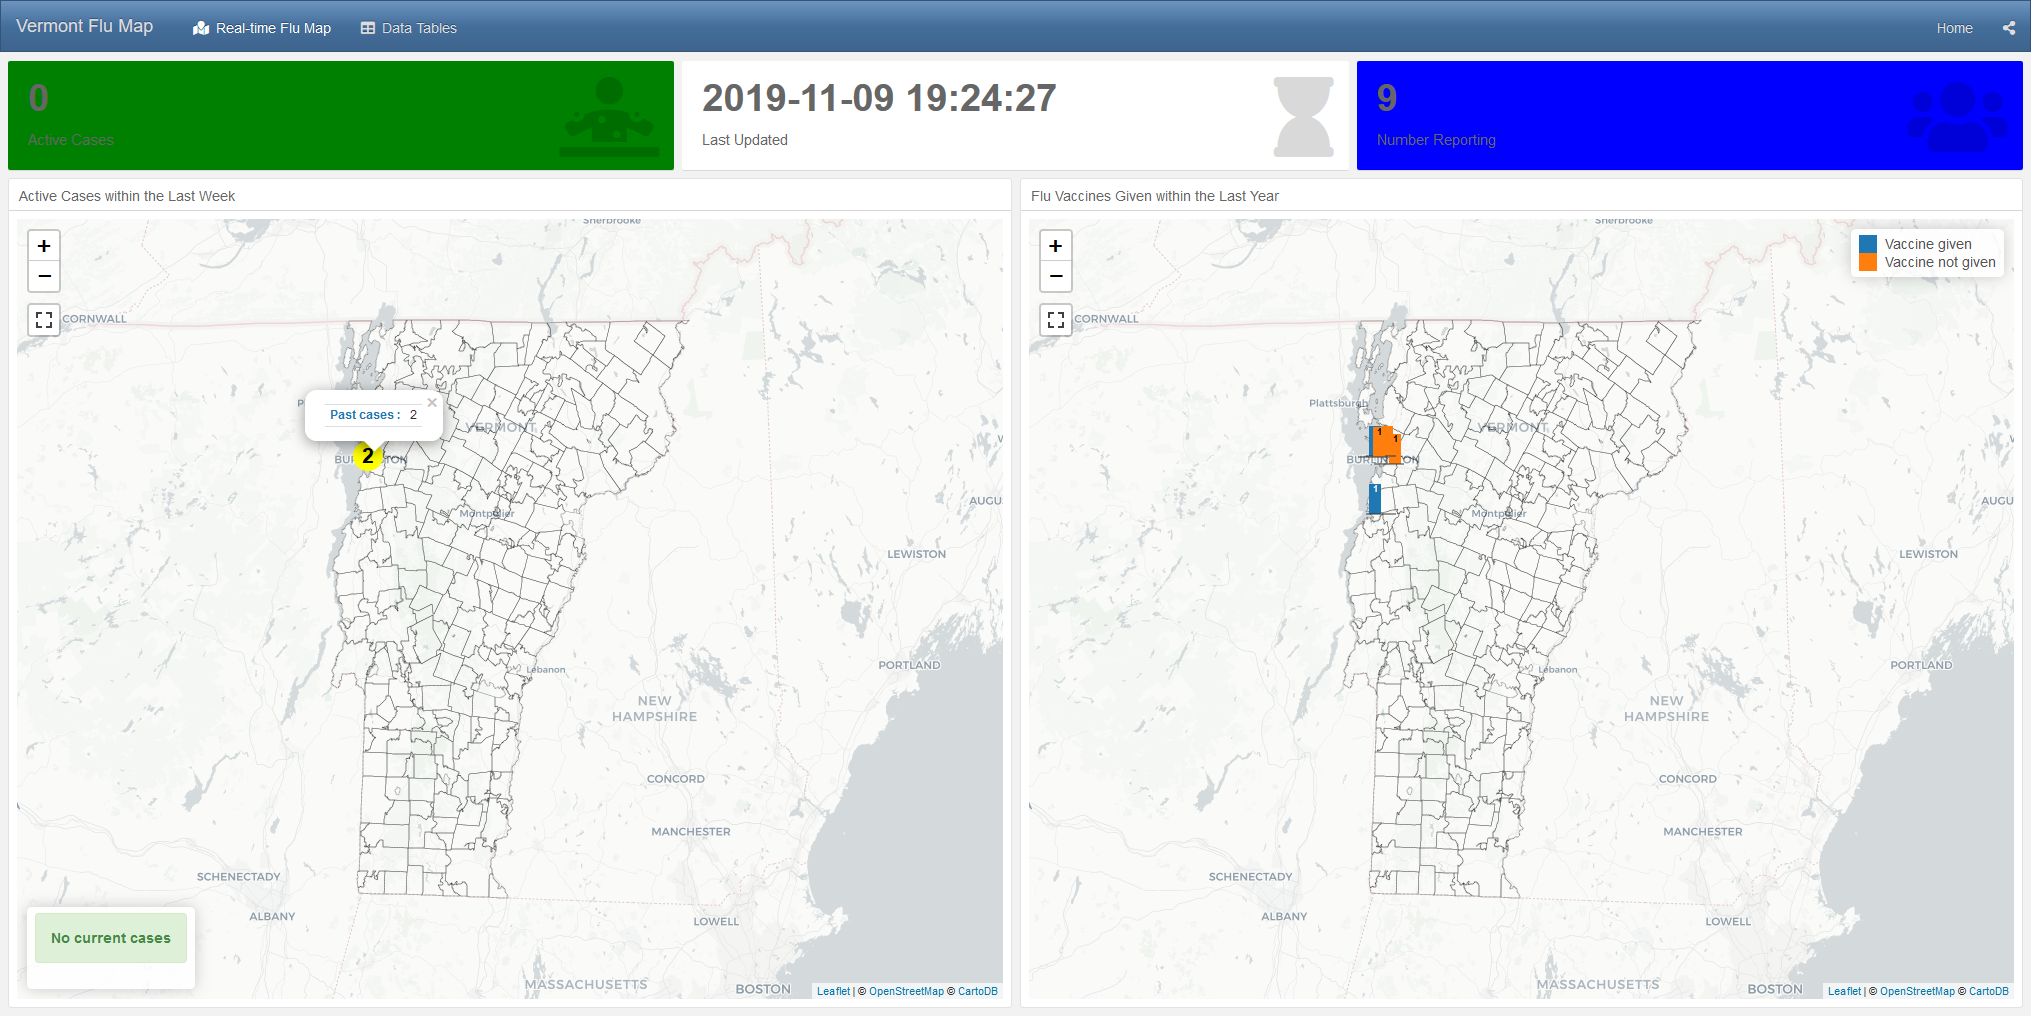 Vermont Flu Map
Real-time Flu Map
Data Tables
Home
0
Active Cases
2019-11-09 19:24:27
Last Updated
9
Number Reporting
Active Cases within the Last Week
Sherbrooke
+
−
CORNWALL
×
Past cases : 2
VERMONT
2
Montpelier
AUGU
LEWISTON
Lebanon
PORTLAND
NEW
HAMPSHIRE
CONCORD
MANCHESTER
SCHENECTADY
ALBANY
LOWELL
No current cases
MASSACHUSETTS
BOSTON
Leaflet | © OpenStreetMap © CartoDB
Flu Vaccines Given within the Last Year
Sherbrooke
+
−
Vaccine given
Vaccine not given
CORNWALL
Plattsburgh
VERMONT
1
1
BURLINGTON
1
Montpelier
AUGU
LEWISTON
Lebanon
PORTLAND
NEW
HAMPSHIRE
CONCORD
MANCHESTER
SCHENECTADY
ALBANY
LOWELL
MASSACHUSETTS
BOSTON
Leaflet | © OpenStreetMap © CartoDB